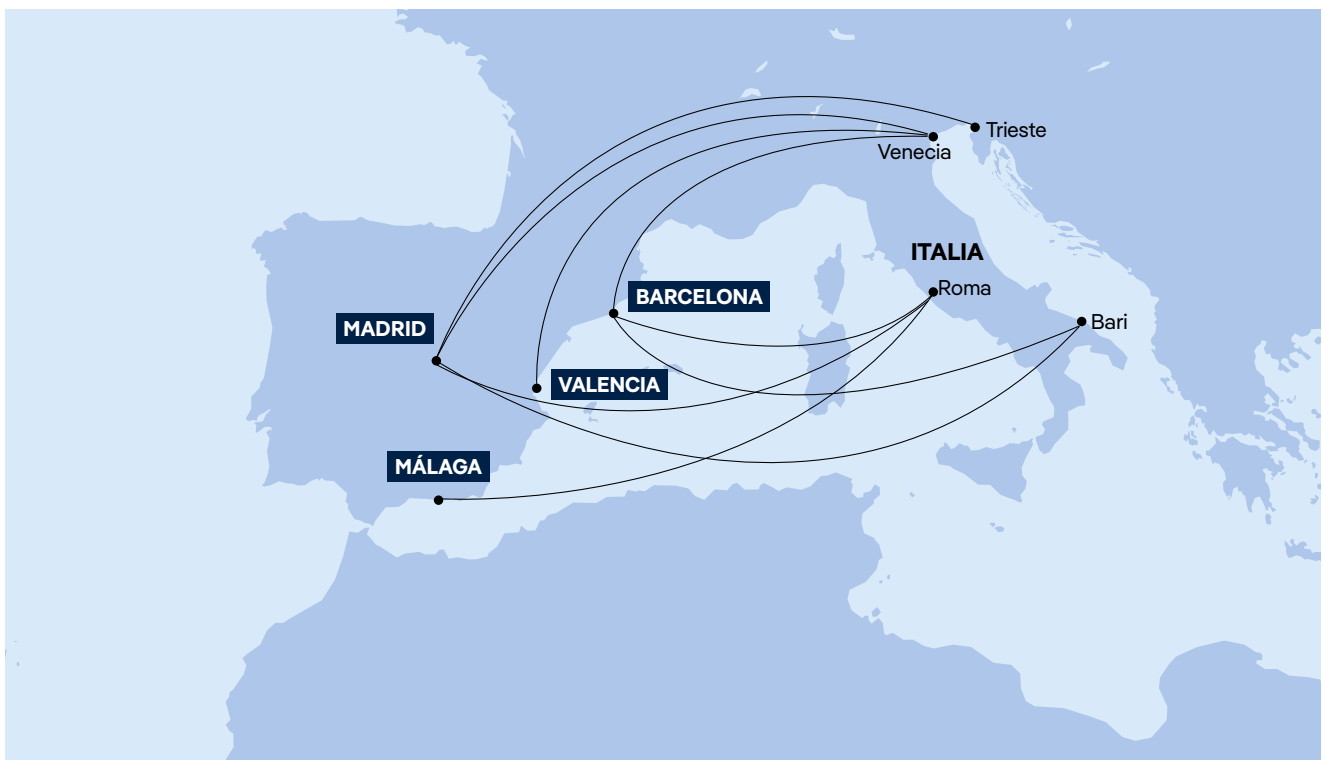 Trieste
Venecia
ITALIA
Roma
BARCELONA
MADRID
Bari
VALENCIA
MÁLAGA